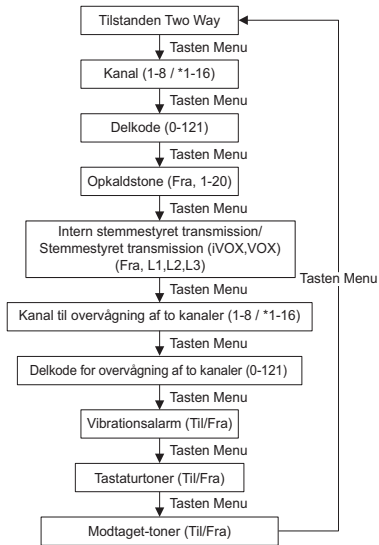 Tilstanden Two Way
Tasten Menu
Kanal (1-8 / *1-16)
Tasten Menu
Delkode (0-121)
Tasten Menu
Opkaldstone (Fra, 1-20)
Tasten Menu
Intern stemmestyret transmission/
Stemmestyret transmission (iVOX,VOX)
(Fra, L1,L2,L3)
Tasten Menu
Tasten Menu
Kanal til overvågning af to kanaler (1-8 / *1-16)
Tasten Menu
Delkode for overvågning af to kanaler (0-121)
Tasten Menu
Vibrationsalarm (Til/Fra)
Tasten Menu
Tastaturtoner (Til/Fra)
Tasten Menu
Modtaget-toner (Til/Fra)